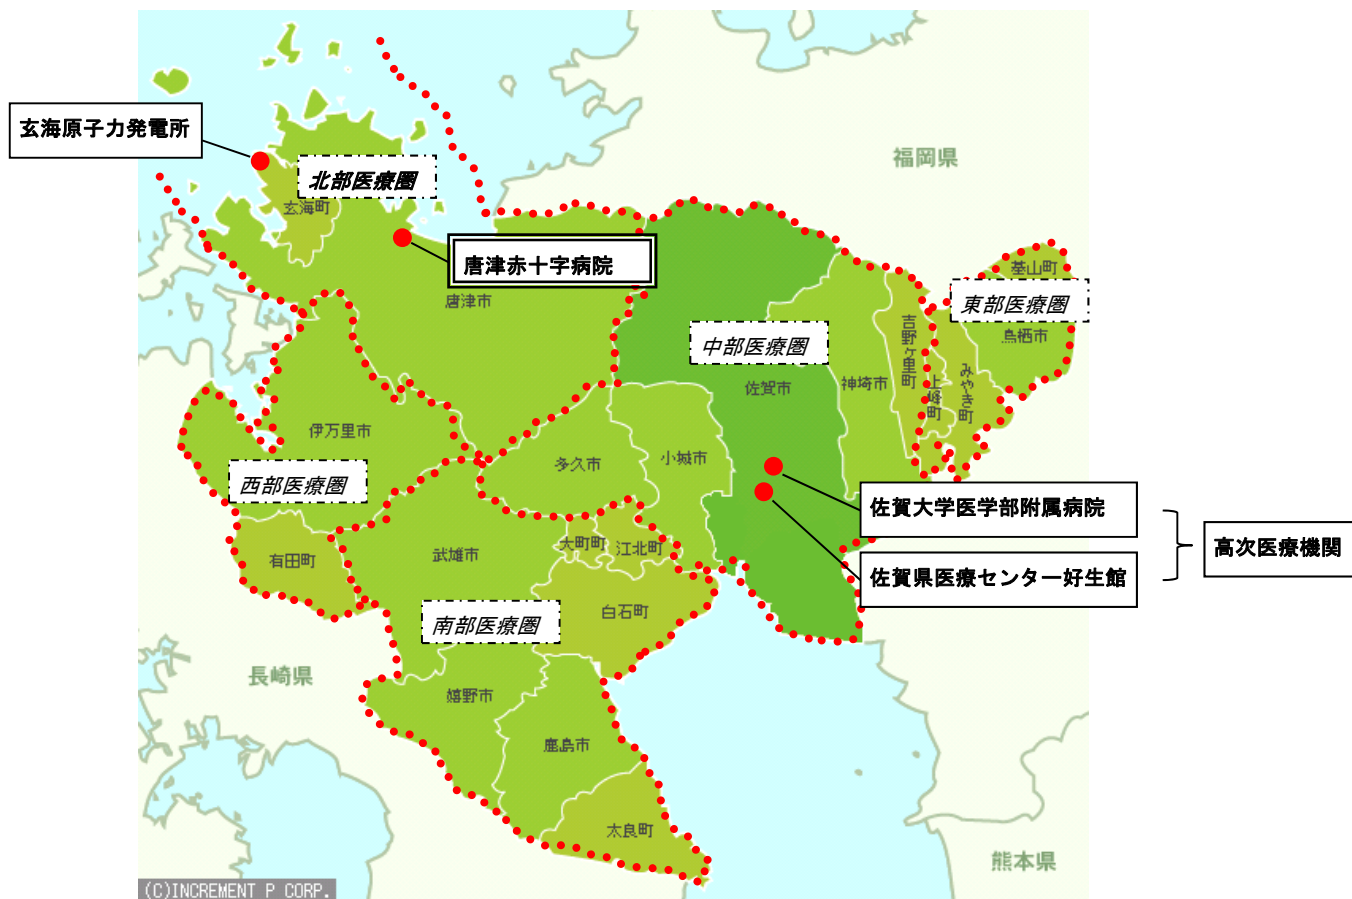 玄海原子力発電所
福岡県
北部医療圏
玄海町
唐津赤十字病院
唐津市
基山町
東部医療圏
鳥栖市
吉野ヶ里町
中部医療圏
佐賀市
神埼市
上峰町
みやき町
伊万里市
多久市
小城市
西部医療圏
佐賀大学医学部附属病院
高次医療機関
佐賀県医療センター好生館
有田町
武雄市
大町町
江北町
白石町
南部医療圏
長崎県
嬉野市
鹿島市
太良町
熊本県
(C)INCREMENT P CORP.